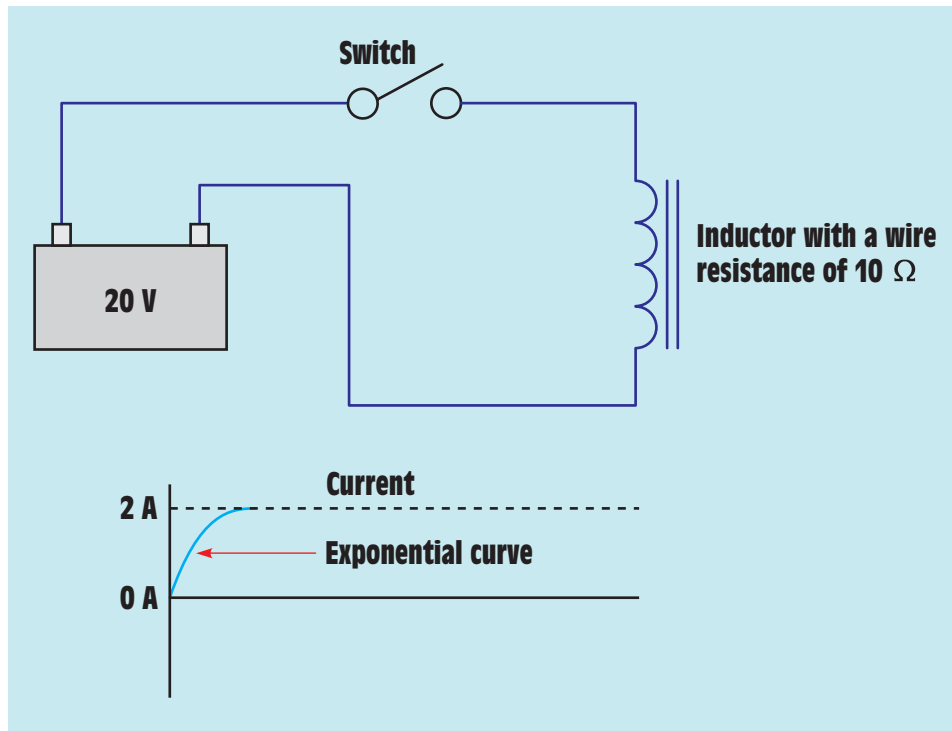 Switch
Inductor with a wire
resistance of 10 Ω
20 V
Current
2 A
Exponential curve
0 A